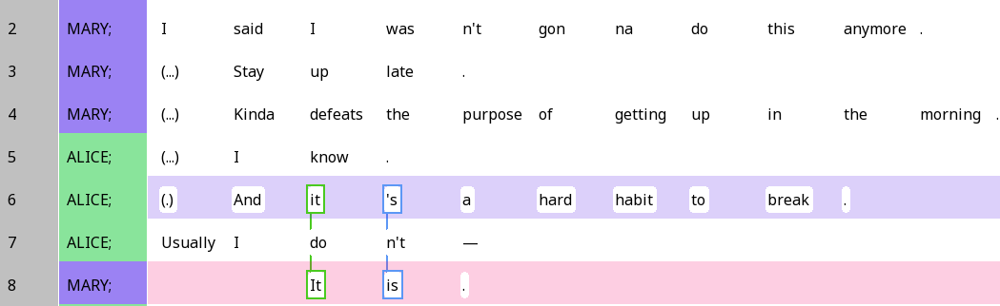 2 MARY; I said I was n't gon na do this anymore .
3 MARY; (...) Stay up late .
4 MARY; (...) Kinda defeats the purpose of getting up in the morning .
5 ALICE; (...) I know .
6 ALICE; (.) And it 's a hard habit to break .
7 ALICE; Usually I do n't —
8 MARY; It is .